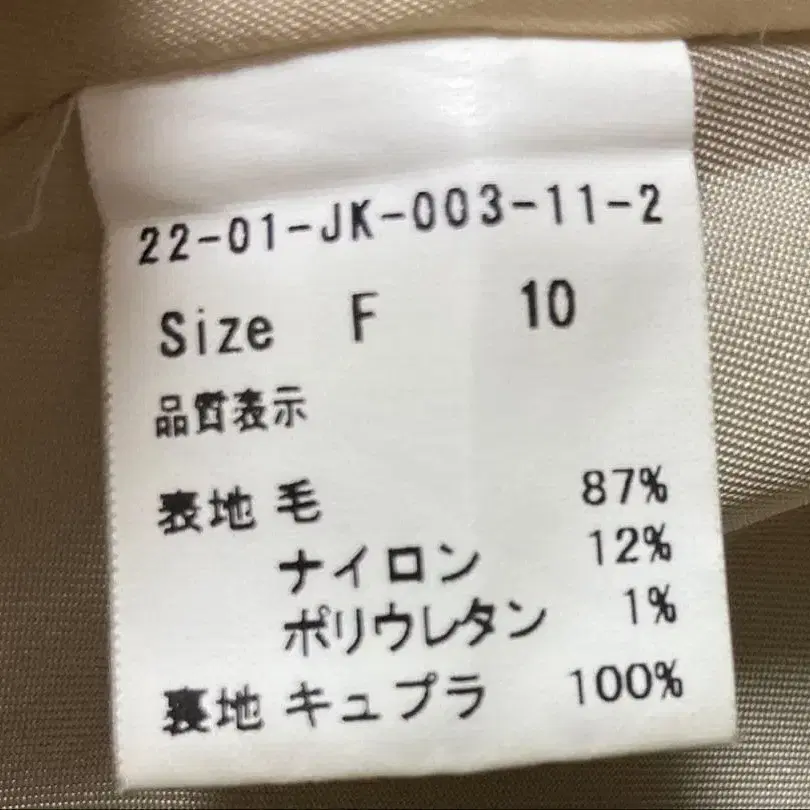 22-01-JK-003-11-2
Size F 10
品質表示
表地 毛 87%
ナイロン 12%
ポリウレタン 1%
裏地 キュプラ 100%